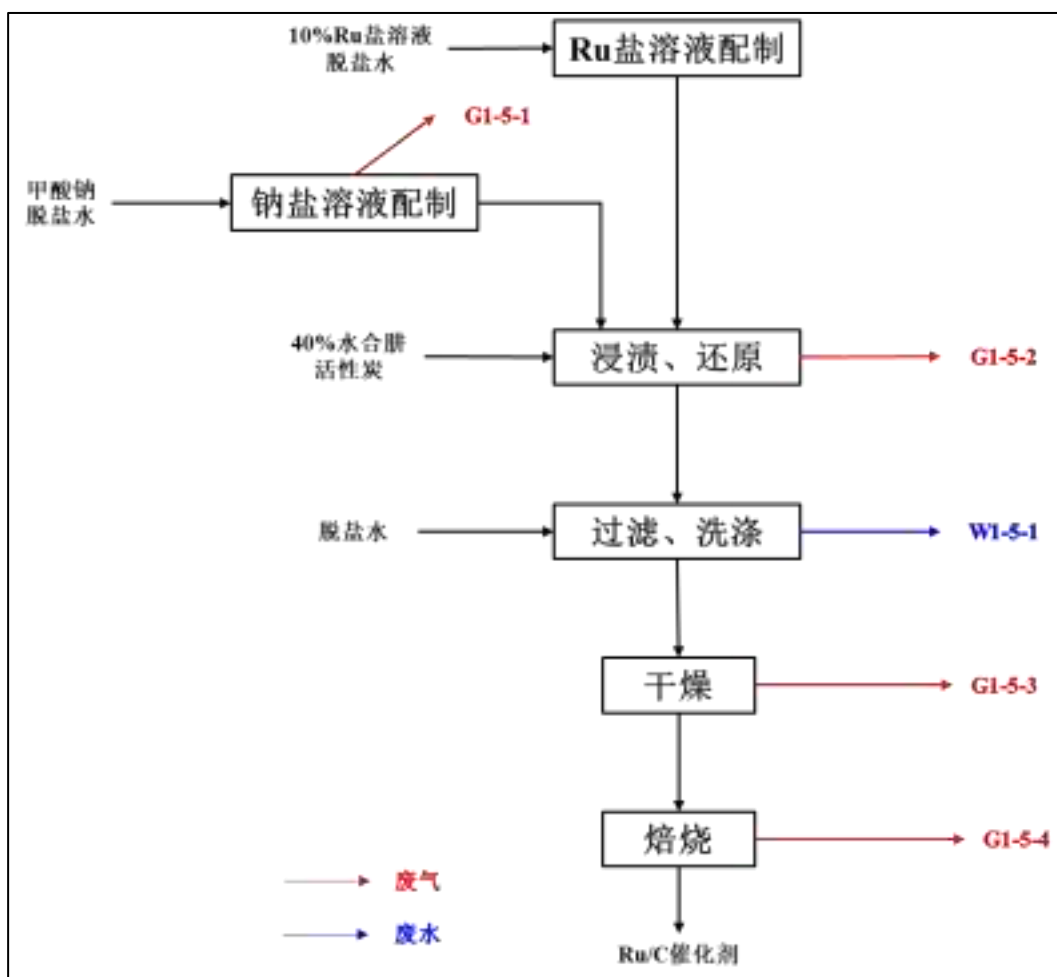 10%Ru盐溶液
脱盐水
Ru盐溶液配制
G1-5-1
甲酸钠
脱盐水
钠盐溶液配制
40%水合肼
活性炭
浸渍、还原
G1-5-2
脱盐水
过滤、洗涤
W1-5-1
干燥
G1-5-3
焙烧
G1-5-4
废气
废水
Ru/C催化剂